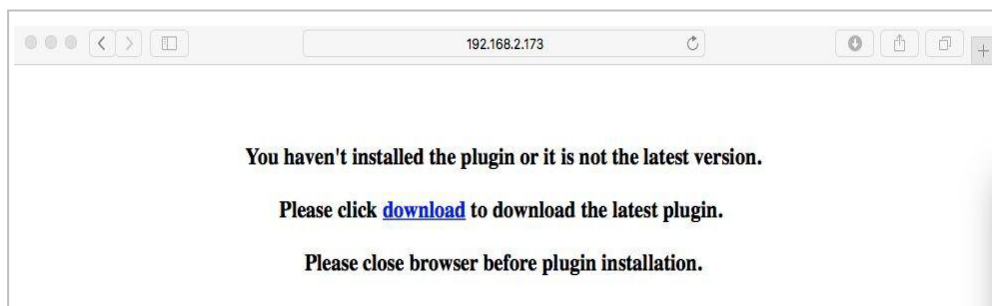 192.168.2.173
You haven't installed the plugin or it is not the latest version.
Please click download to download the latest plugin.
Please close browser before plugin installation.